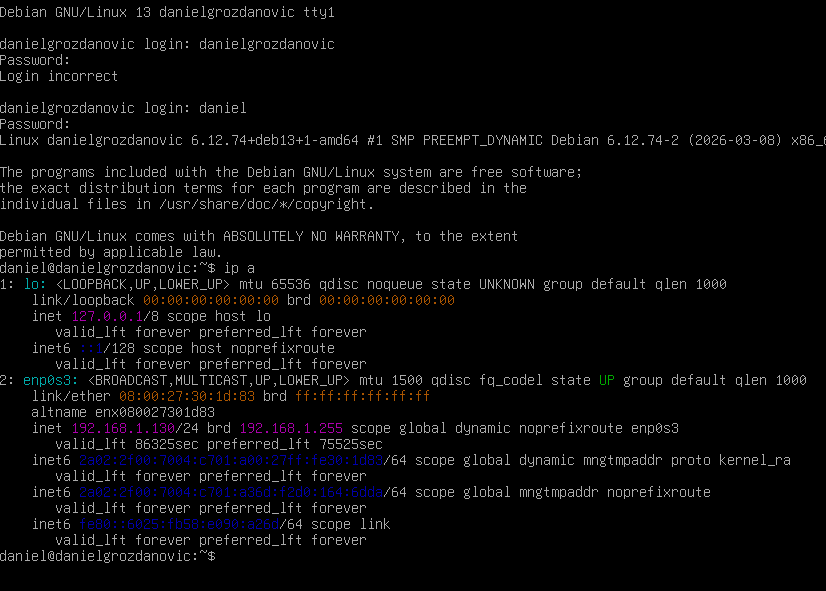 Debian GNU/Linux 13 danielgrozdanovic tty1
danielgrozdanovic login: danielgrozdanovic
Password:
Login incorrect
danielgrozdanovic login: daniel
Password:
Linux danielgrozdanovic 6.12.74+deb13+1-amd64 #1 SMP PREEMPT_DYNAMIC Debian 6.12.74-2 (2026-03-08) x86_6
The programs included with the Debian GNU/Linux system are free software;
the exact distribution terms for each program are described in the
individual files in /usr/share/doc/*/copyright.
Debian GNU/Linux comes with ABSOLUTELY NO WARRANTY, to the extent
permitted by applicable law.
daniel@danielgrozdanovic:~$ ip a
1: lo: <LOOPBACK,UP,LOWER_UP> mtu 65536 qdisc noqueue state UNKNOWN group default qlen 1000
link/loopback 00:00:00:00:00:00 brd 00:00:00:00:00:00
inet 127.0.0.1/8 scope host lo
valid_lft forever preferred_lft forever
inet6 ::1/128 scope host noprefixroute
valid_lft forever preferred_lft forever
2: enp0s3: <BROADCAST,MULTICAST,UP,LOWER_UP> mtu 1500 qdisc fq_codel state UP group default qlen 1000
link/ether 08:00:27:30:1d:83 brd ff:ff:ff:ff:ff:ff
altname enx080027301d83
inet 192.168.1.130/24 brd 192.168.1.255 scope global dynamic noprefixroute enp0s3
valid_lft 86325sec preferred_lft 75525sec
inet6 /64 scope global dynamic mngtmpaddr proto kernel_ra
valid_lft forever preferred_lft forever
inet6 /64 scope global mngtmpaddr noprefixroute
valid_lft forever preferred_lft forever
inet6 /64 scope link
valid_lft forever preferred_lft forever
daniel@danielgrozdanovic:~$